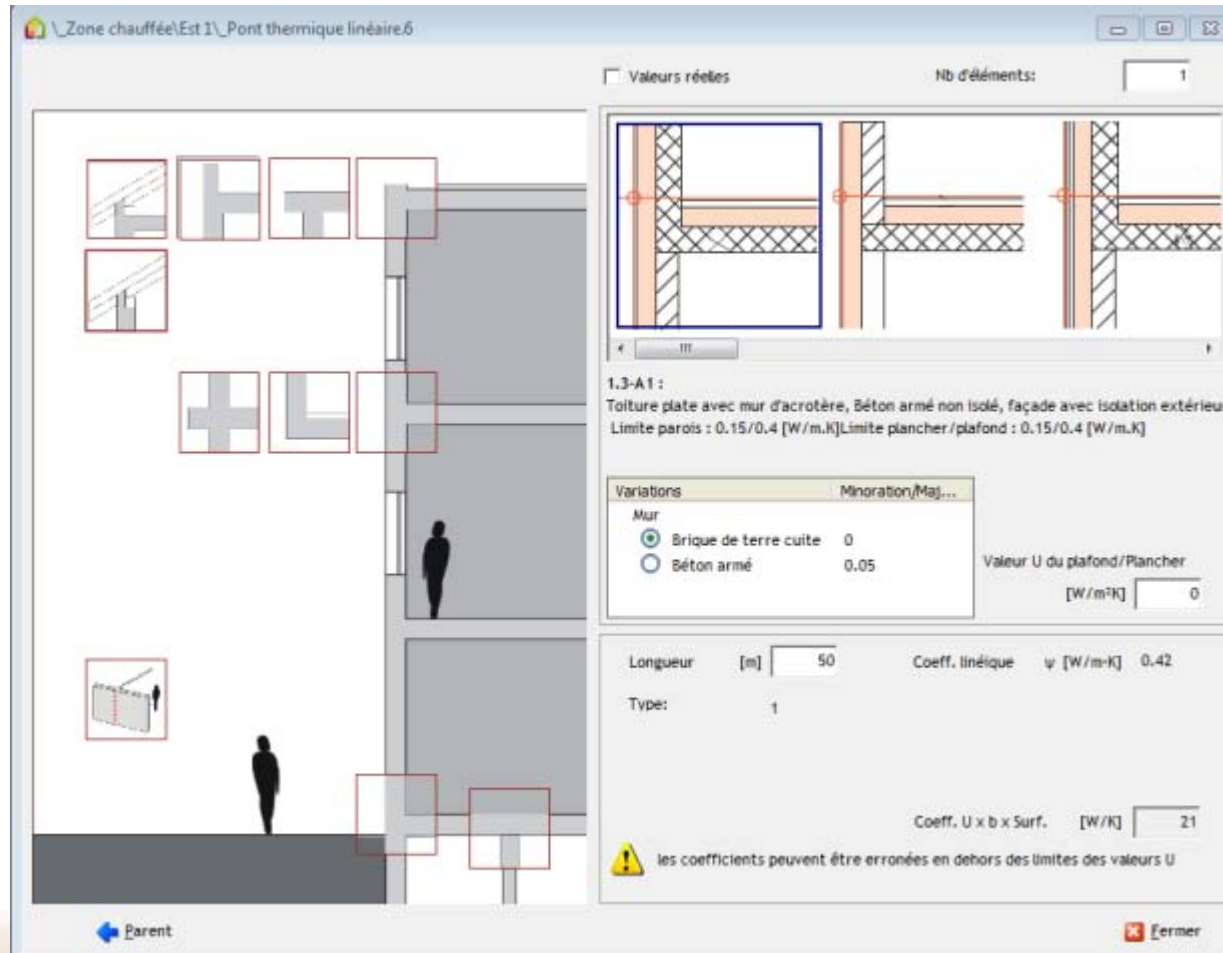 \_Zone chauffée\Est 1\_Pont thermique linéaire.6
Valeurs réelles
Nb d'éléments:
1
1.3-A1 :
Toiture plate avec mur d'acrotère, Béton armé non isolé, façade avec isolation extérieur
Limite parois : 0.15/0.4 [W/m.K]Limite plancher/plafond : 0.15/0.4 [W/m.K]
Variations Minoration/Maj...
Mur
Brique de terre cuite 0
Béton armé 0.05
Valeur U du plafond/Plancher
[W/m²K] 0
Longueur [m] 50 Coeff. linéique ψ [W/m-K] 0.42
Type: 1
Coeff. U x b x Surf. [W/K] 21
les coefficients peuvent être erronées en dehors des limites des valeurs U
Parent
Fermer